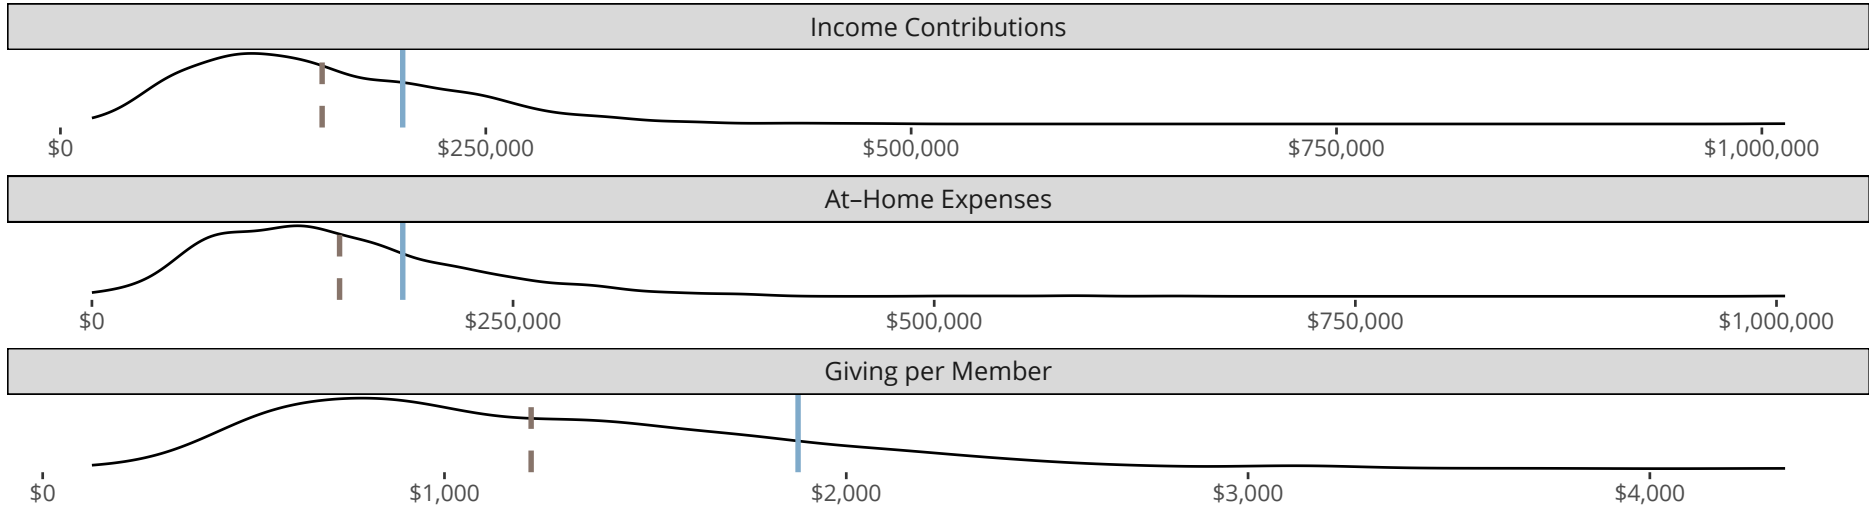 Income Contributions
$0 $250,000 $500,000 $750,000 $1,000,000
At–Home Expenses
$0 $250,000 $500,000 $750,000 $1,000,000
Giving per Member
$0 $1,000 $2,000 $3,000 $4,000